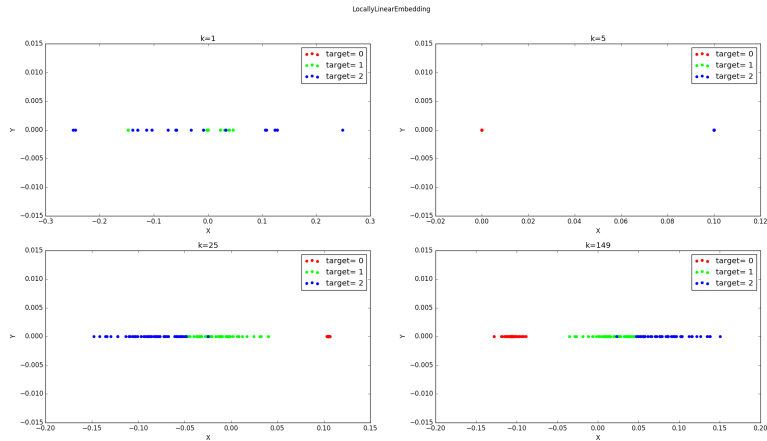 LocallyLinearEmbedding
k=1
0.015
0.010
0.005
0.000
−0.005
−0.010
−0.015
Y
−0.3 −0.2 −0.1 0.0 0.1 0.2 0.3
X
target= 0
target= 1
target= 2
k=5
0.015
0.010
0.005
0.000
−0.005
−0.010
−0.015
Y
−0.02 0.00 0.02 0.04 0.06 0.08 0.10 0.12
X
target= 0
target= 1
target= 2
k=25
0.015
0.010
0.005
0.000
−0.005
−0.010
−0.015
Y
−0.20 −0.15 −0.10 −0.05 0.00 0.05 0.10 0.15
X
target= 0
target= 1
target= 2
k=149
0.015
0.010
0.005
0.000
−0.005
−0.010
−0.015
Y
−0.20 −0.15 −0.10 −0.05 0.00 0.05 0.10 0.15 0.20
X
target= 0
target= 1
target= 2